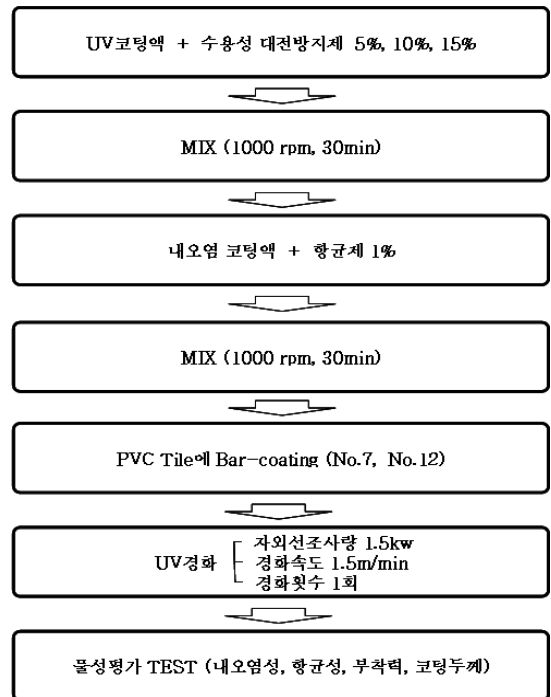 UV코팅액 + 수용성 대전방지제 5%, 10%, 15%
MIX (1000 rpm, 30min)
내오염 코팅액 + 항균제 1%
MIX (1000 rpm, 30min)
PVC Tile에 Bar-coating (No.7, No.12)
UV경화
자외선조사량 1.5kw
경화속도 1.5m/min
경화횟수 1회
물성평가 TEST (내오염성, 항균성, 부착력, 코팅두께)